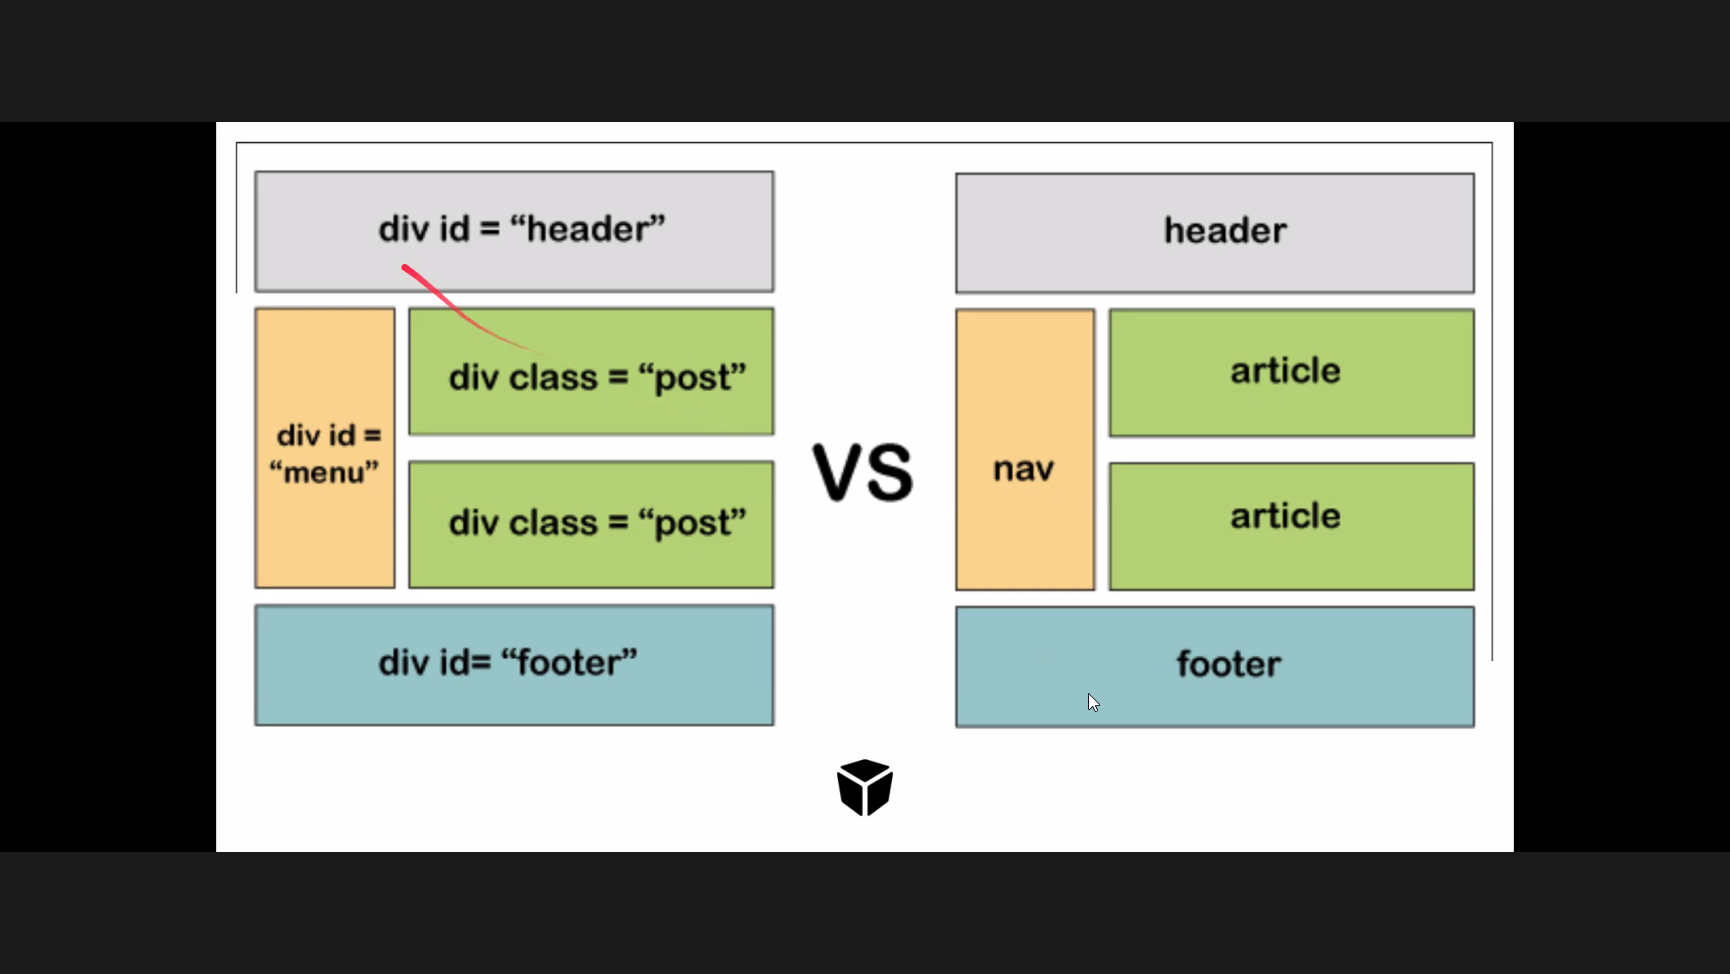 div id = “header”
div id =
“menu”
div class = “post”
div class = “post”
div id= “footer”
VS
header
nav
article
article
footer